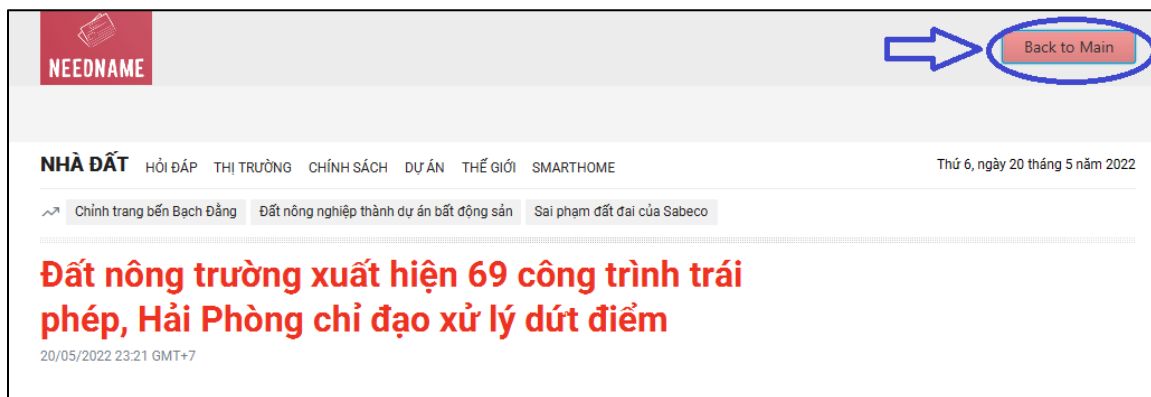 NEEDNAME
Back to Main
NHÀ ĐẤT HỎI ĐÁP THỊ TRƯỜNG CHÍNH SÁCH DỰ ÁN THẾ GIỚI SMARTHOME
Thứ 6, ngày 20 tháng 5 năm 2022
Chỉnh trang bến Bạch Đằng Đất nông nghiệp thành dự án bất động sản Sai phạm đất đai của Sabeco
Đất nông trường xuất hiện 69 công trình trái
phép, Hải Phòng chỉ đạo xử lý dứt điểm
20/05/2022 23:21 GMT+7